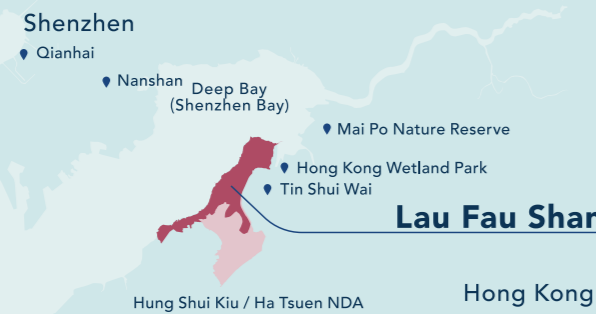 Shenzhen
Qianhai
Nanshan
Deep Bay
(Shenzhen Bay)
Mai Po Nature Reserve
Hong Kong Wetland Park
Tin Shui Wai
Lau Fau Shan
Hung Shui Kiu / Ha Tsuen NDA
Hong Kong